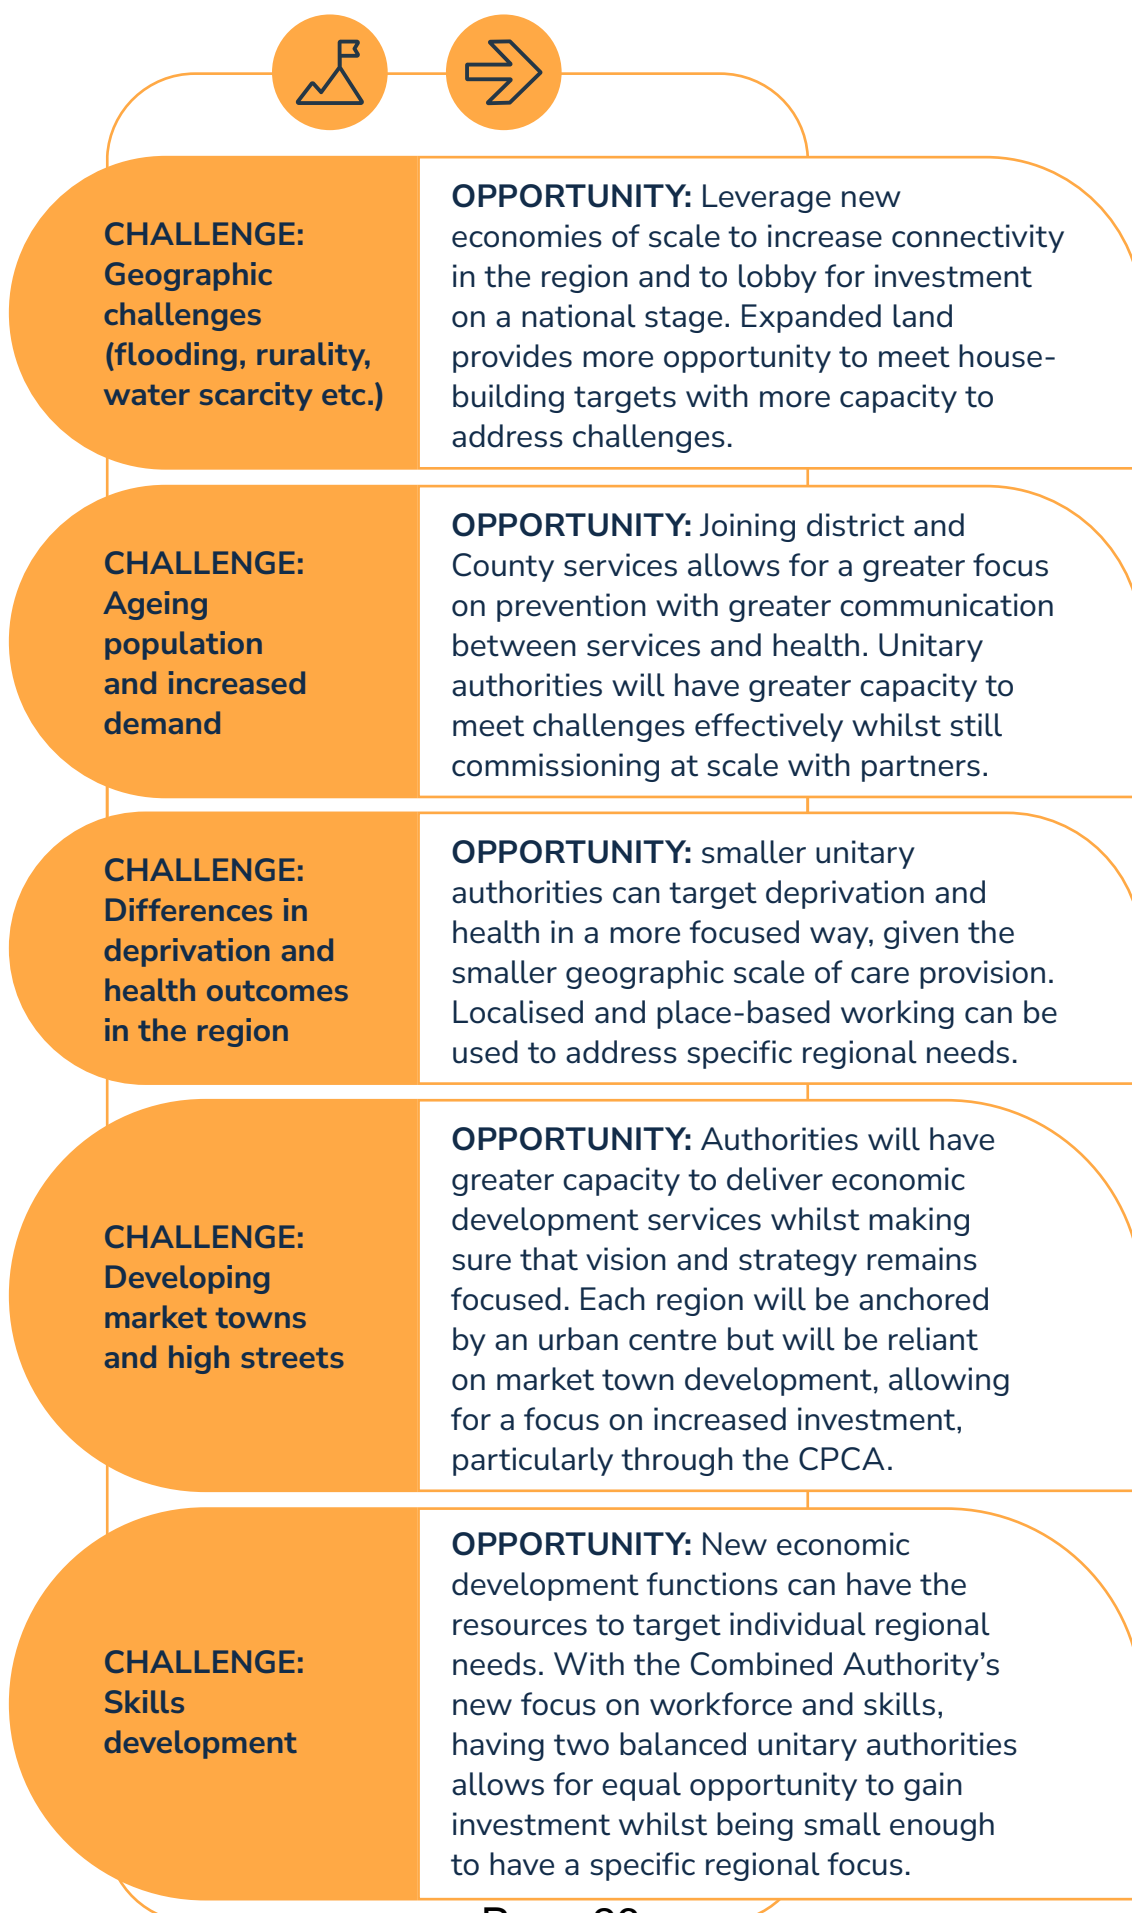 CHALLENGE:
Geographic
challenges
(flooding, rurality,
water scarcity etc.)
OPPORTUNITY: Leverage new
economies of scale to increase connectivity
in the region and to lobby for investment
on a national stage. Expanded land
provides more opportunity to meet house-
building targets with more capacity to
address challenges.
CHALLENGE:
Ageing
population
and increased
demand
OPPORTUNITY: Joining district and
County services allows for a greater focus
on prevention with greater communication
between services and health. Unitary
authorities will have greater capacity to
meet challenges effectively whilst still
commissioning at scale with partners.
CHALLENGE:
Differences in
deprivation and
health outcomes
in the region
OPPORTUNITY: smaller unitary
authorities can target deprivation and
health in a more focused way, given the
smaller geographic scale of care provision.
Localised and place-based working can be
used to address specific regional needs.
CHALLENGE:
Developing
market towns
and high streets
OPPORTUNITY: Authorities will have
greater capacity to deliver economic
development services whilst making
sure that vision and strategy remains
focused. Each region will be anchored
by an urban centre but will be reliant
on market town development, allowing
for a focus on increased investment,
particularly through the CPCA.
CHALLENGE:
Skills
development
OPPORTUNITY: New economic
development functions can have the
resources to target individual regional
needs. With the Combined Authority’s
new focus on workforce and skills,
having two balanced unitary authorities
allows for equal opportunity to gain
investment whilst being small enough
to have a specific regional focus.